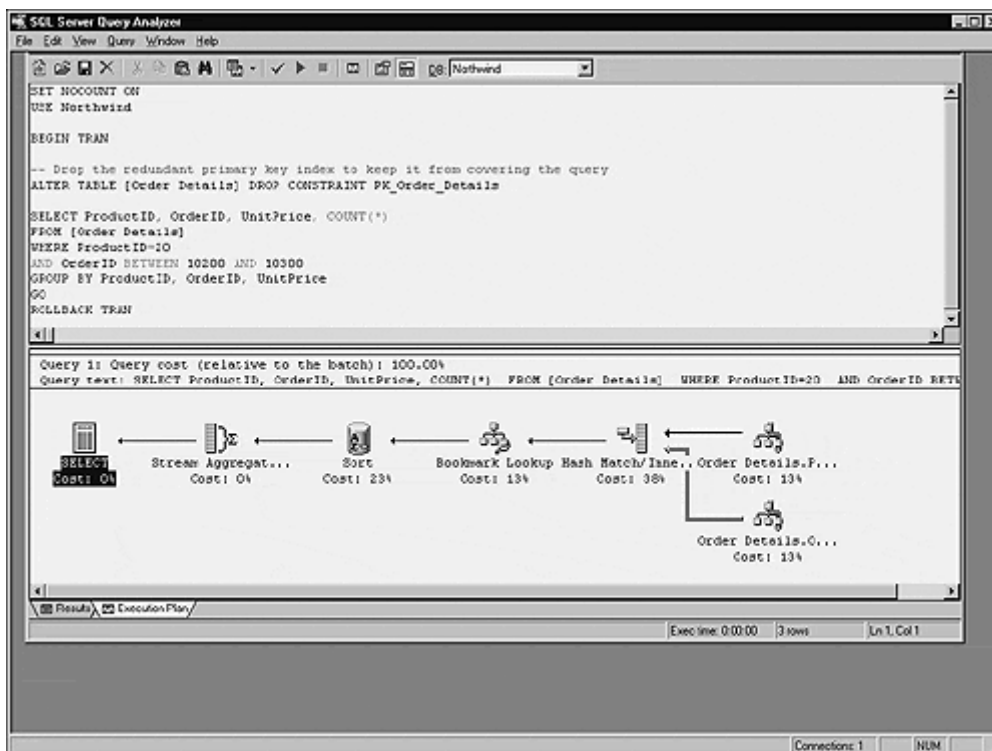 SQL Server Query Analyzer
File Edit View Query Window Help
DB: Northwind
SET NOCOUNT ON
USE Northwind
BEGIN TRAN
-- Drop the redundant primary key index to keep it from covering the query
ALTER TABLE [Order Details] DROP CONSTRAINT PK_Order_Details
SELECT ProductID, OrderID, UnitPrice, COUNT(*)
FROM [Order Details]
WHERE ProductID=20
AND OrderID BETWEEN 10200 AND 10300
GROUP BY ProductID, OrderID, UnitPrice
GO
ROLLBACK TRAN
Query 1: Query cost (relative to the batch): 100.00%
Query text: SELECT ProductID, OrderID, UnitPrice, COUNT(*) FROM [Order Details] WHERE ProductID=20 AND OrderID BETW
SELECT Stream Aggregat... Sort Bookmark Lookup Hash Match/Inne... Order Details.P...
Cost: 0% Cost: 0% Cost: 23% Cost: 13% Cost: 38% Cost: 13%
Order Details.O...
Cost: 13%
Results Execution Plan
Exec time: 0:00:00 3 rows Ln 1, Col 1
Connections: 1 NUM